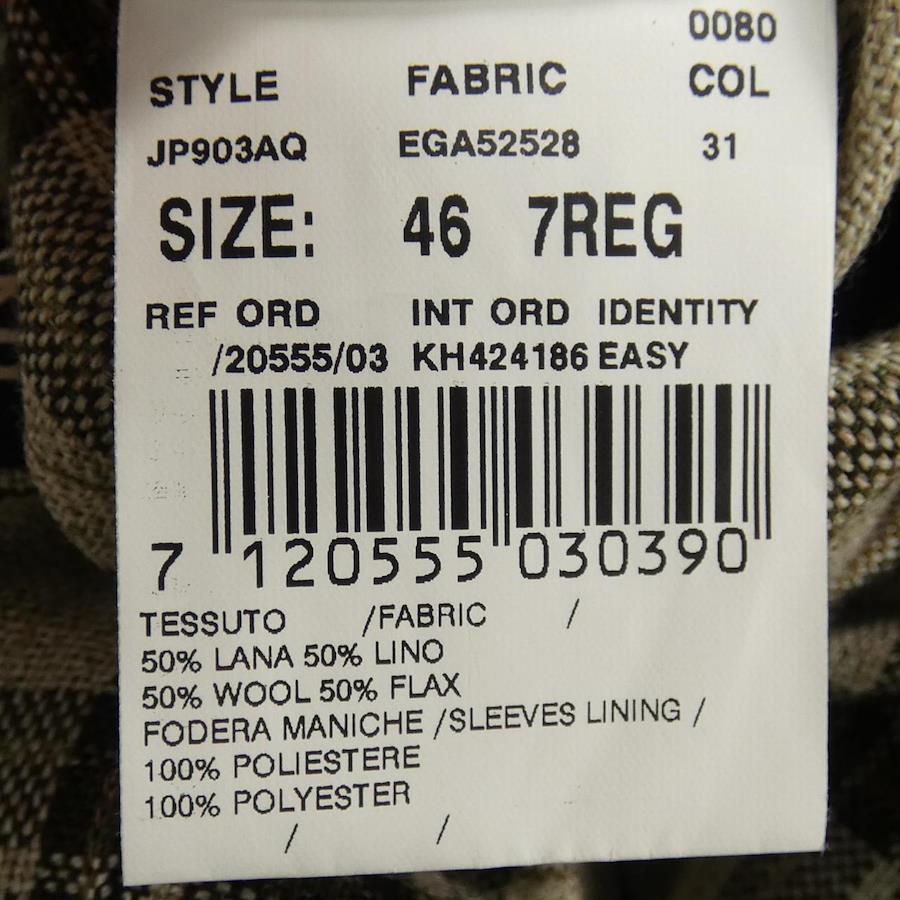 0080
STYLE FABRIC COL
JP903AQ EGA52528 31
SIZE: 46 7REG
REF ORD INT ORD IDENTITY
/20555/03 KH424186 EASY
7 120555 030390
TESSUTO /FABRIC /
50% LANA 50% LINO
50% WOOL 50% FLAX
FODERA MANICHE /SLEEVES LINING /
100% POLIESTERE
100% POLYESTER
/ /